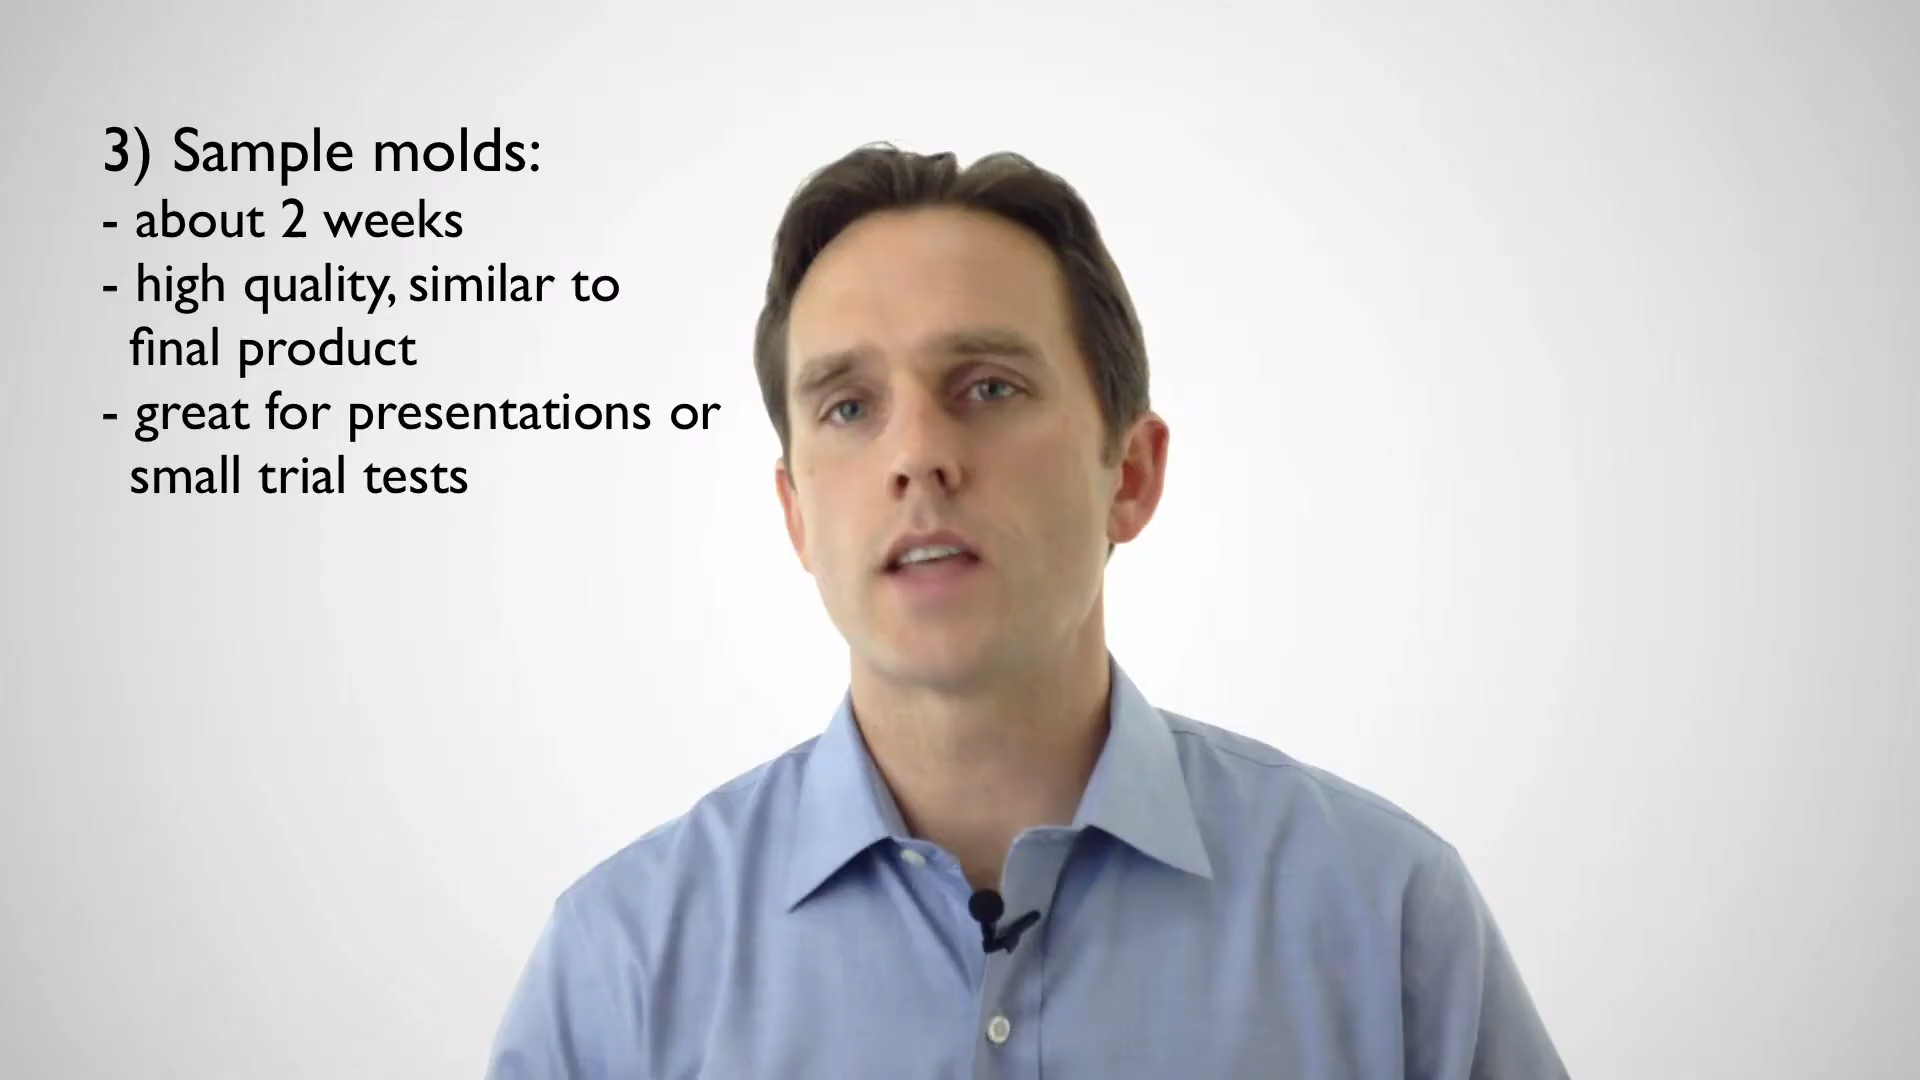 3) Sample molds:
- about 2 weeks
- high quality, similar to
final product
- great for presentations or
small trial tests